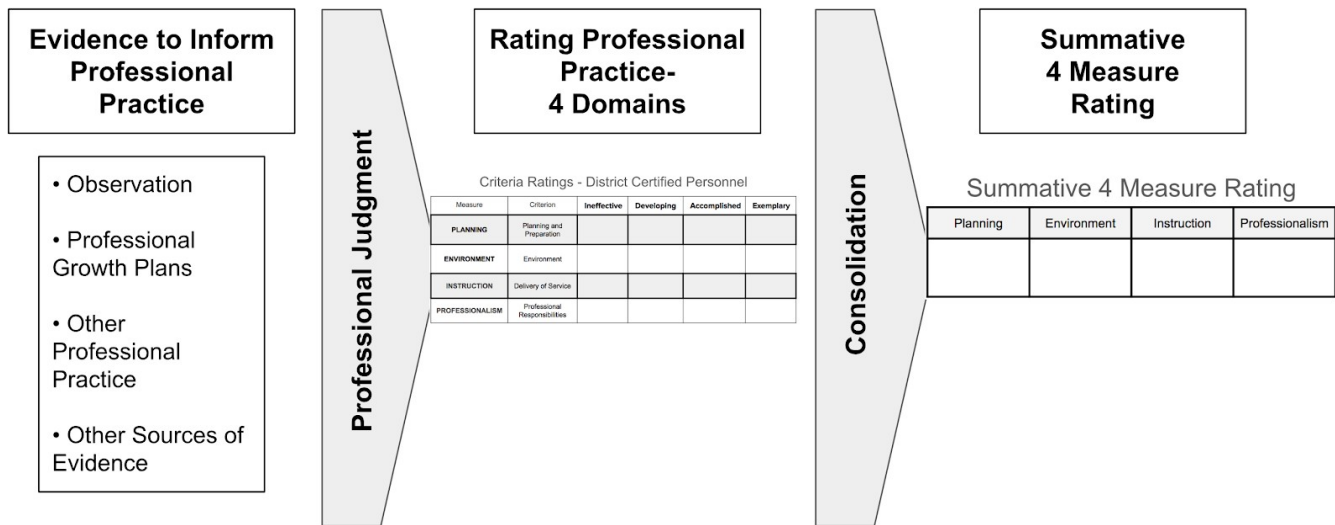 Evidence to Inform
Professional
Practice
• Observation
• Professional
Growth Plans
• Other
Professional
Practice
• Other Sources of
Evidence
Professional Judgment
Rating Professional
Practice-
4 Domains
Criteria Ratings - District Certified Personnel
Measure Criterion Ineffective Developing Accomplished Exemplary
PLANNING Planning and
Preparation
ENVIRONMENT Environment
INSTRUCTION Delivery of Service
PROFESSIONALISM Professional
Responsibilities
Consolidation
Summative
4 Measure
Rating
Summative 4 Measure Rating
Planning Environment Instruction Professionalism